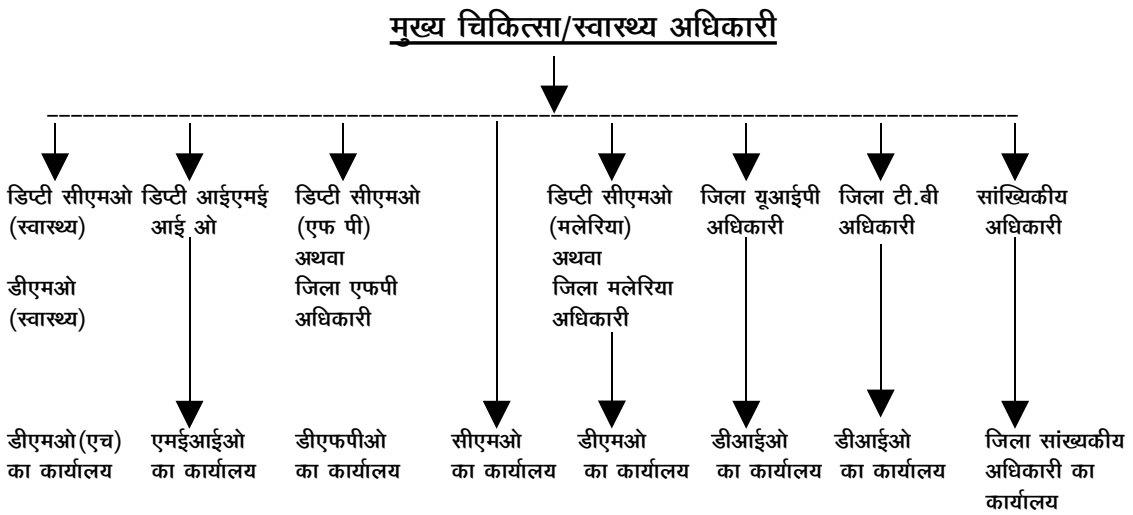 मुख्य चिकित्सा/स्वास्थ्य अधिकारी
डिप्टी सीएमओ
(स्वास्थ्य)
डीएमओ
(स्वास्थ्य)
डिप्टी आईएमई
आई ओ
डिप्टी सीएमओ
(एफ पी)
अथवा
जिला एफपी
अधिकारी
डिप्टी सीएमओ
(मलेरिया)
अथवा
जिला मलेरिया
अधिकारी
जिला यूआईपी
अधिकारी
जिला टी.बी
अधिकारी
सांख्यिकीय
अधिकारी
डीएमओ(एच)
का कार्यालय
एमईआईओ
का कार्यालय
डीएफपीओ
का कार्यालय
सीएमओ
का कार्यालय
डीएमओ
का कार्यालय
डीआईओ
का कार्यालय
डीआईओ
का कार्यालय
जिला सांख्यकीय
अधिकारी का
कार्यालय